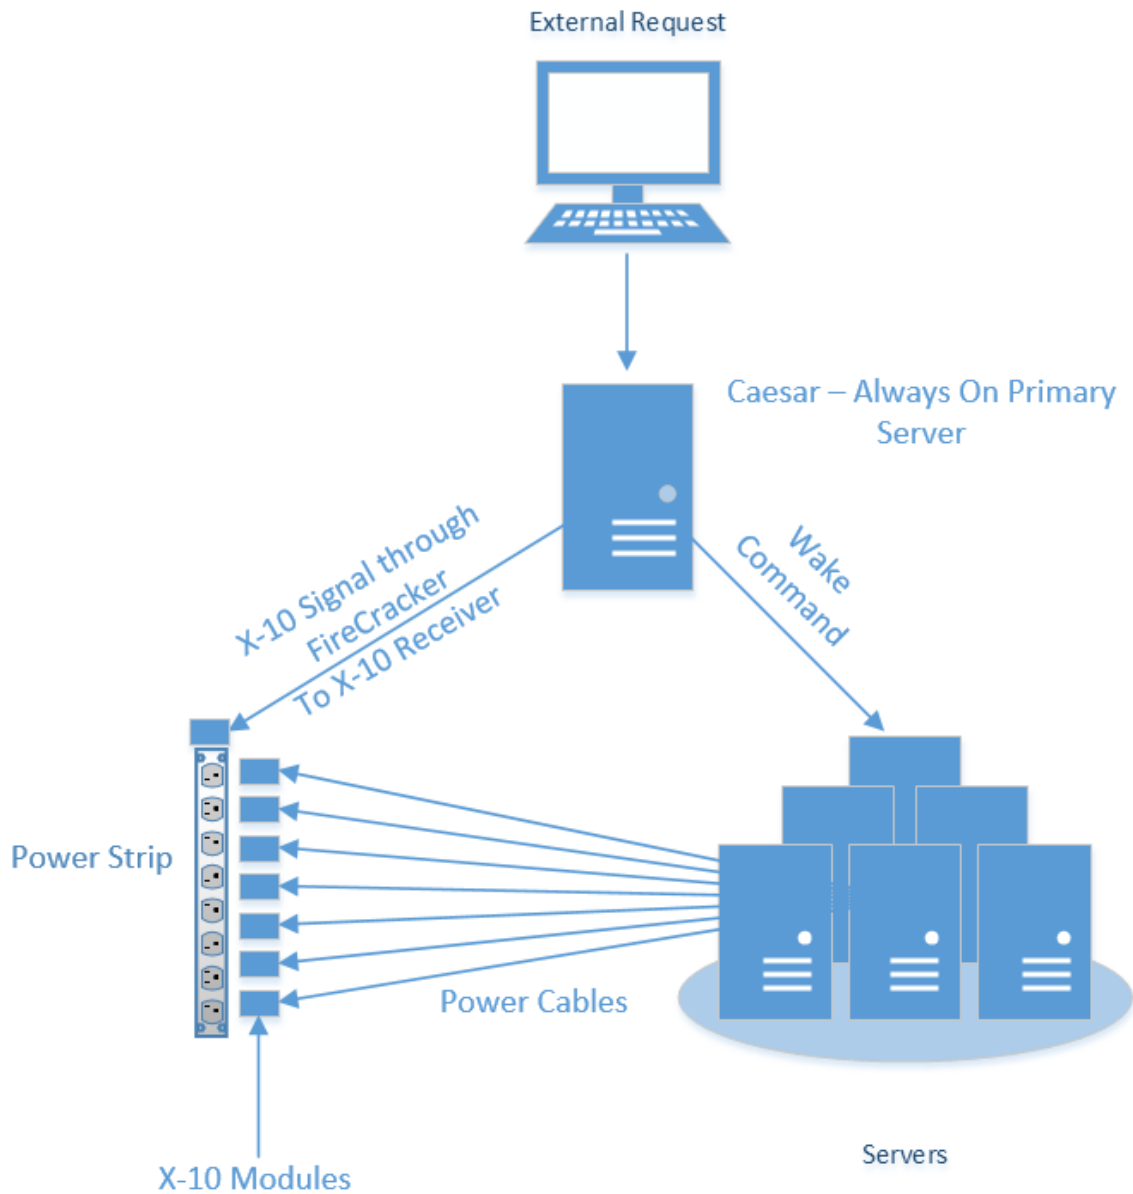 External Request
Caesar – Always On Primary
Server
X-10 Signal through
FireCracker
To X-10 Receiver
Wake
Command
Power Strip
Power Cables
Servers
X-10 Modules